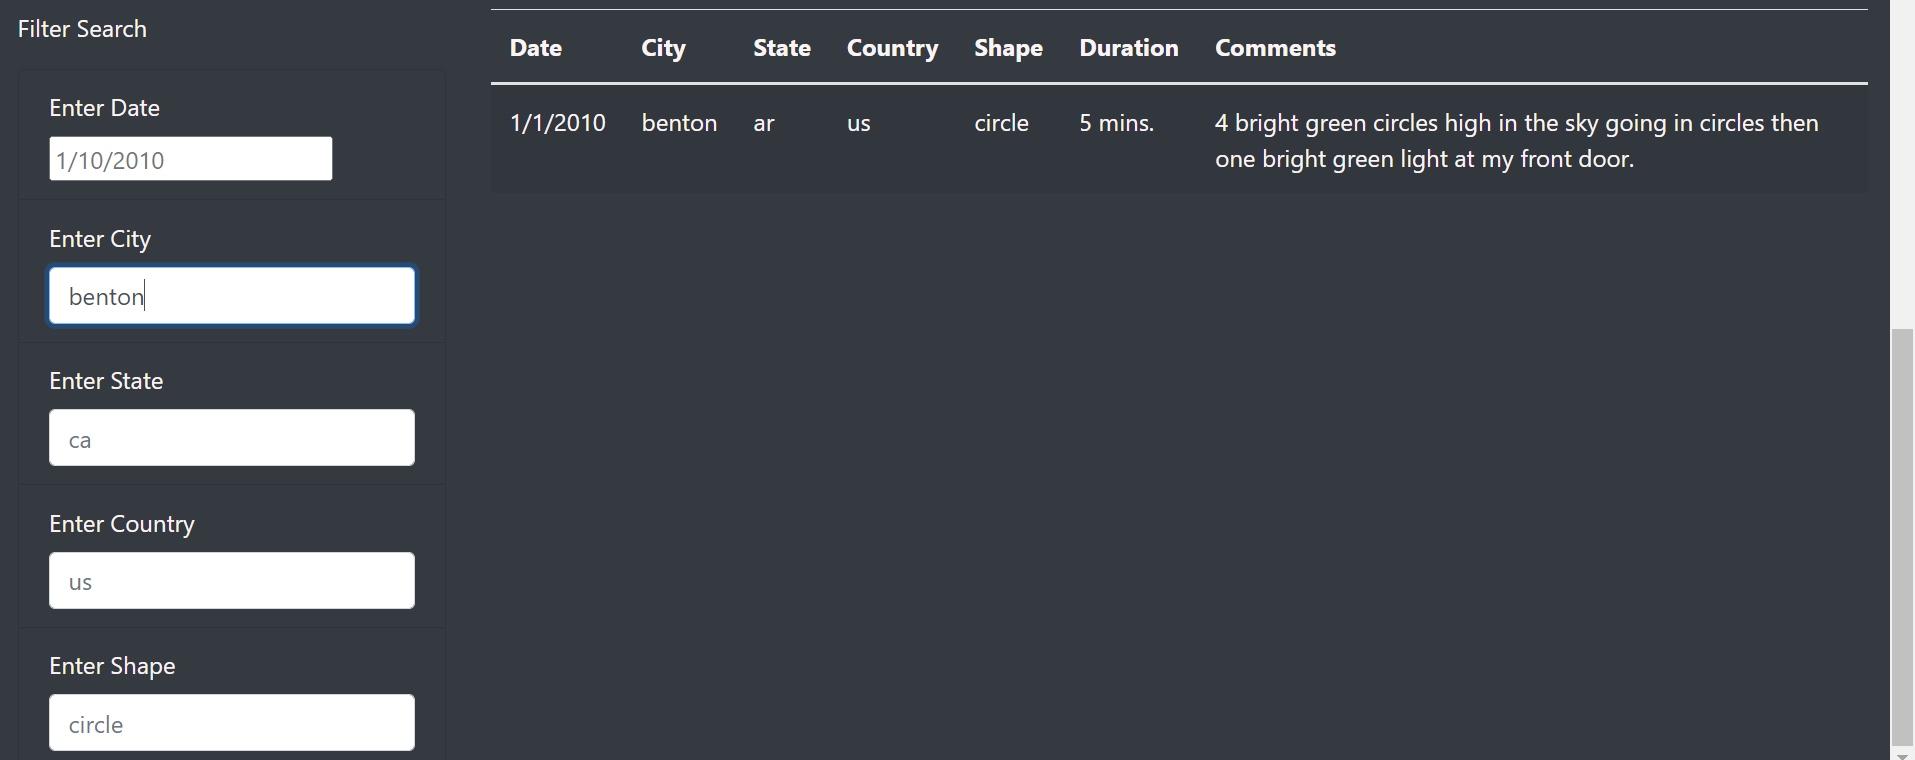 Filter Search
Enter Date
1/10/2010
Enter City
benton
Enter State
ca
Enter Country
us
Enter Shape
circle
Date City State Country Shape Duration Comments
1/1/2010 benton ar us circle 5 mins. 4 bright green circles high in the sky going in circles then
one bright green light at my front door.